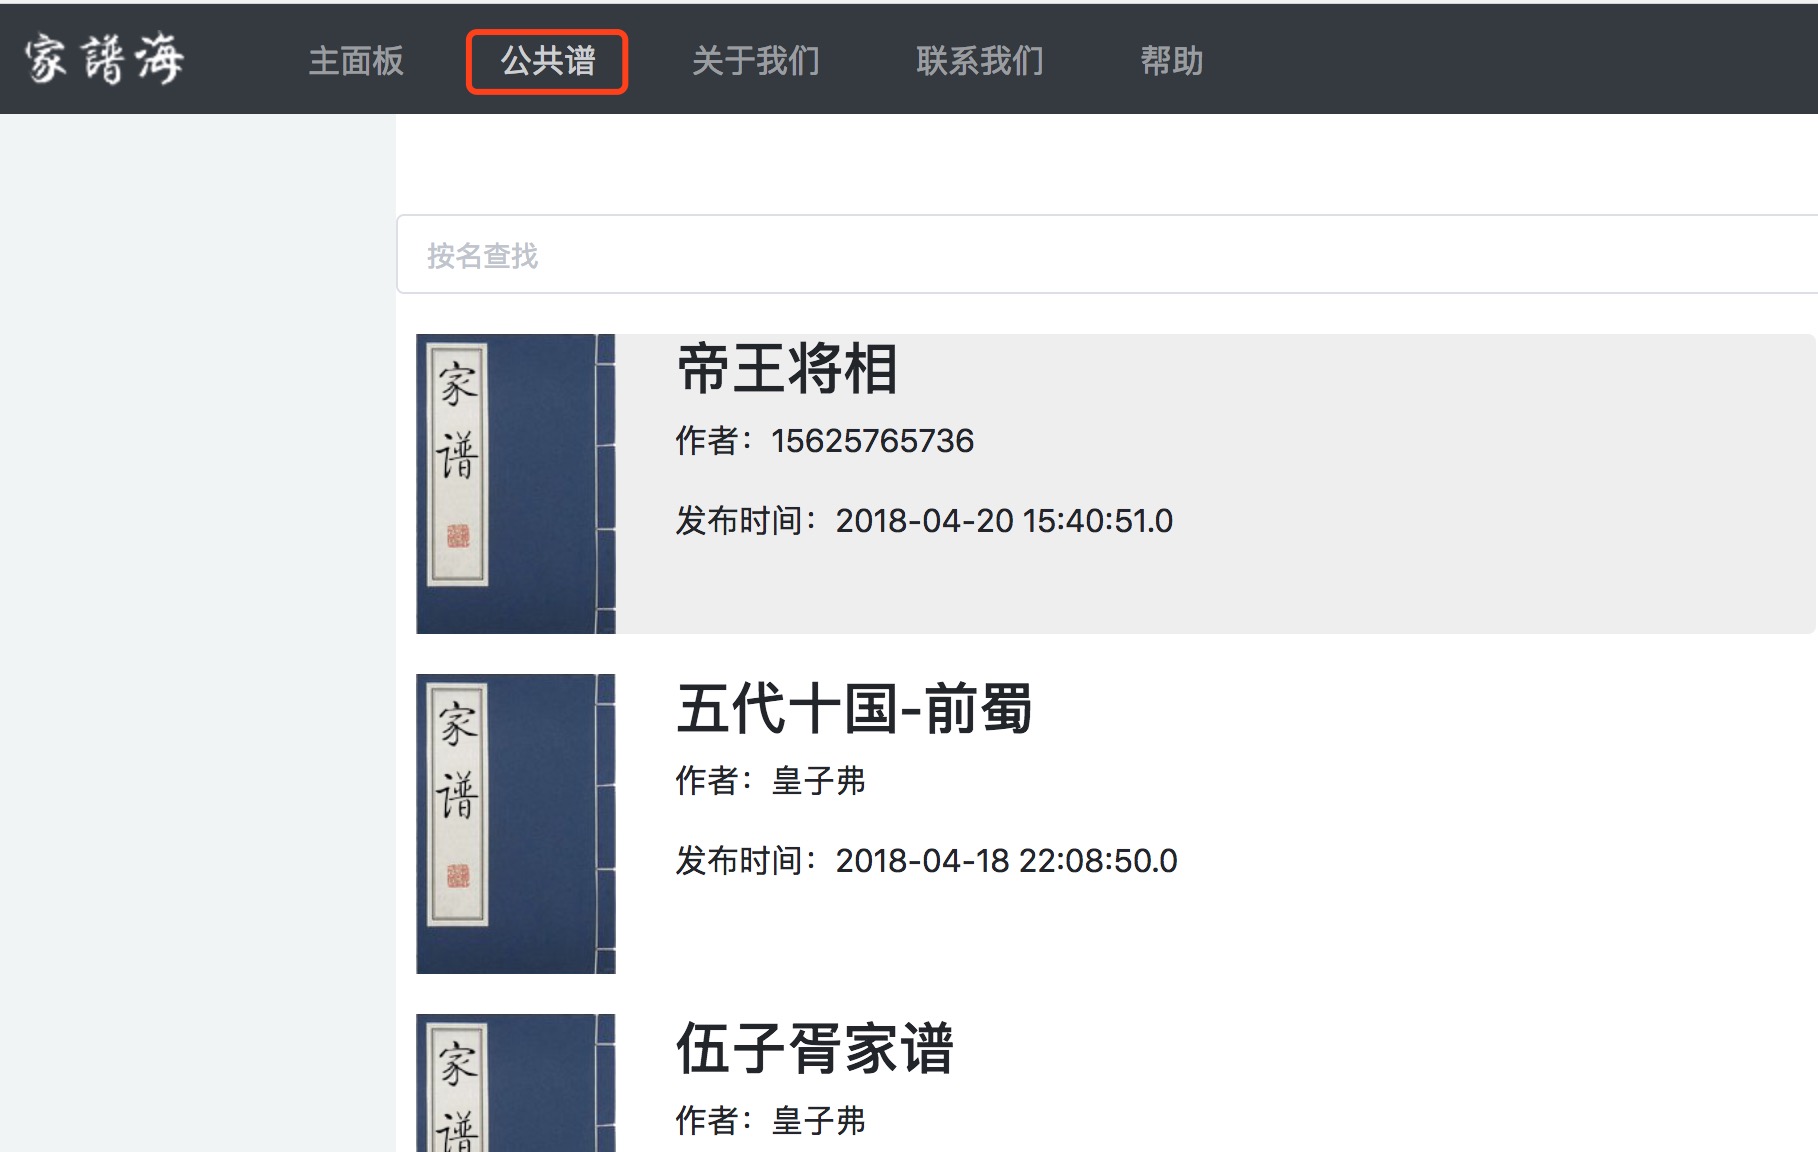 家譜海 主面板 公共谱 关于我们 联系我们 帮助
按名查找
家谱
帝王将相
作者：15625765736
发布时间：2018-04-20 15:40:51.0
家谱
五代十国-前蜀
作者：皇子弗
发布时间：2018-04-18 22:08:50.0
家谱
伍子胥家谱
作者：皇子弗